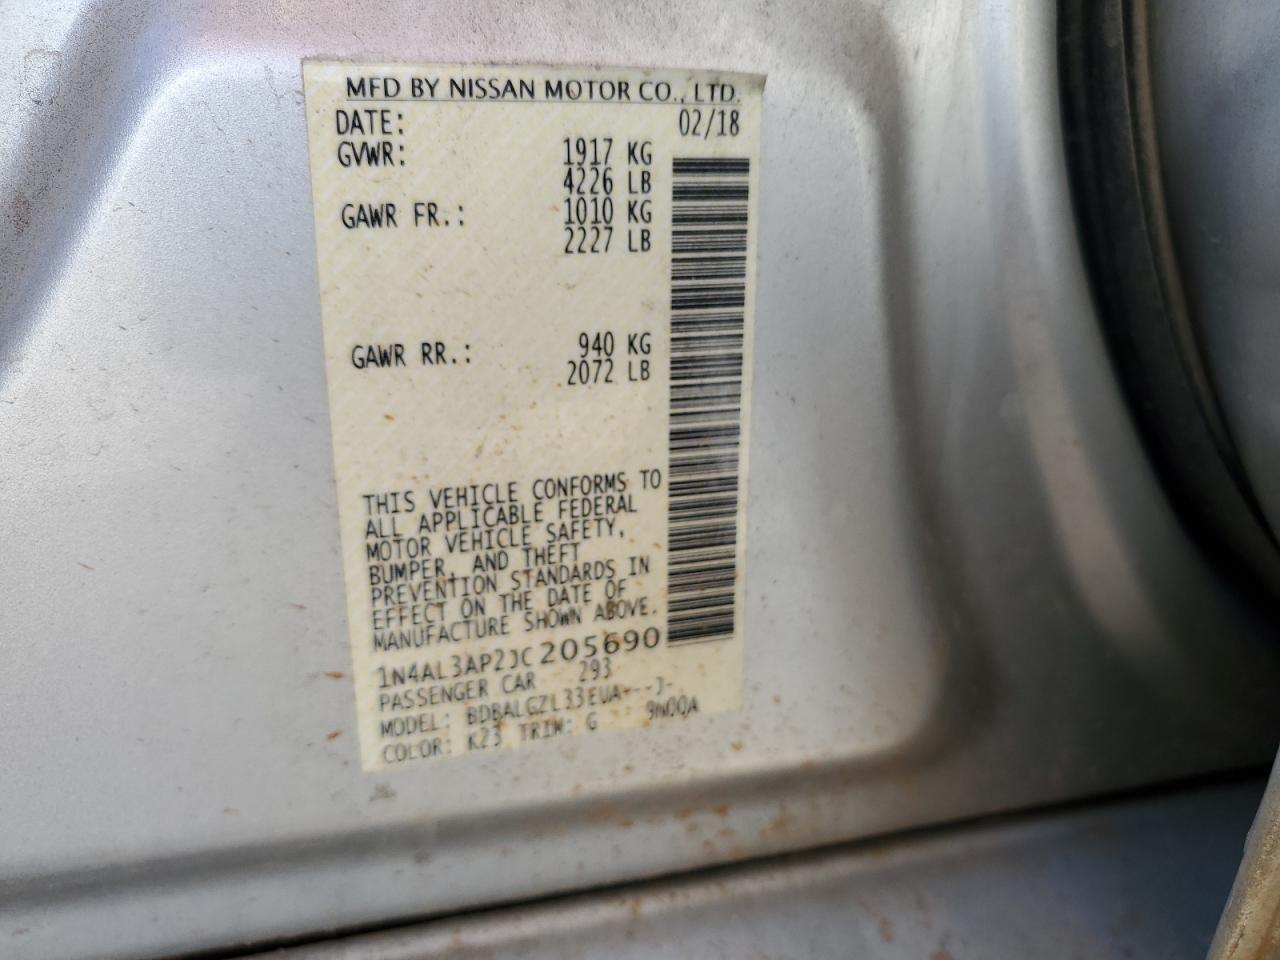 MFD BY NISSAN MOTOR CO., LTD.
DATE: 02/18
GVWR: 1917 KG
4226 LB
GAWR FR.: 1010 KG
2227 LB
GAWR RR.: 940 KG
2072 LB
THIS VEHICLE CONFORMS TO
ALL APPLICABLE FEDERAL
MOTOR VEHICLE SAFETY,
BUMPER, AND THEFT
PREVENTION STANDARDS IN
EFFECT ON THE DATE OF
MANUFACTURE SHOWN ABOVE.
1N4AL3AP2JC205690
PASSENGER CAR 293
MODEL: BDBALGZL33EUA---J-
COLOR: K23 TRIM: G